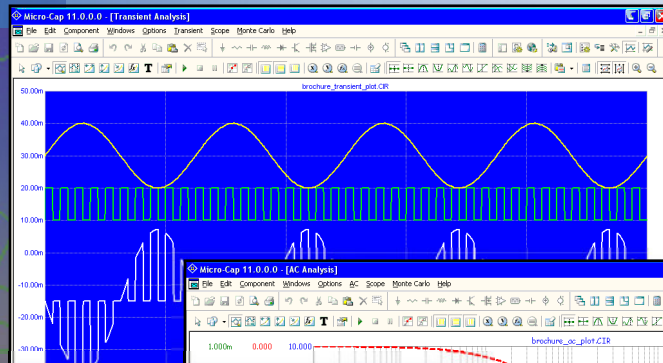 Micro-Cap 11.0.0.0 - [Transient Analysis]
File Edit Component Windows Options Transient Scope Monte Carlo Help
T
brochure_transient_plot.CIR
50.00m
40.00m
30.00m
20.00m
10.00m
0.00m
-10.00m
-20.00m
-30.00m
Micro-Cap 11.0.0.0 - [AC Analysis]
File Edit Component Windows Options AC Scope Monte Carlo Help
T
brochure_ac_plot.CIR
1.000m 0.000 10.000